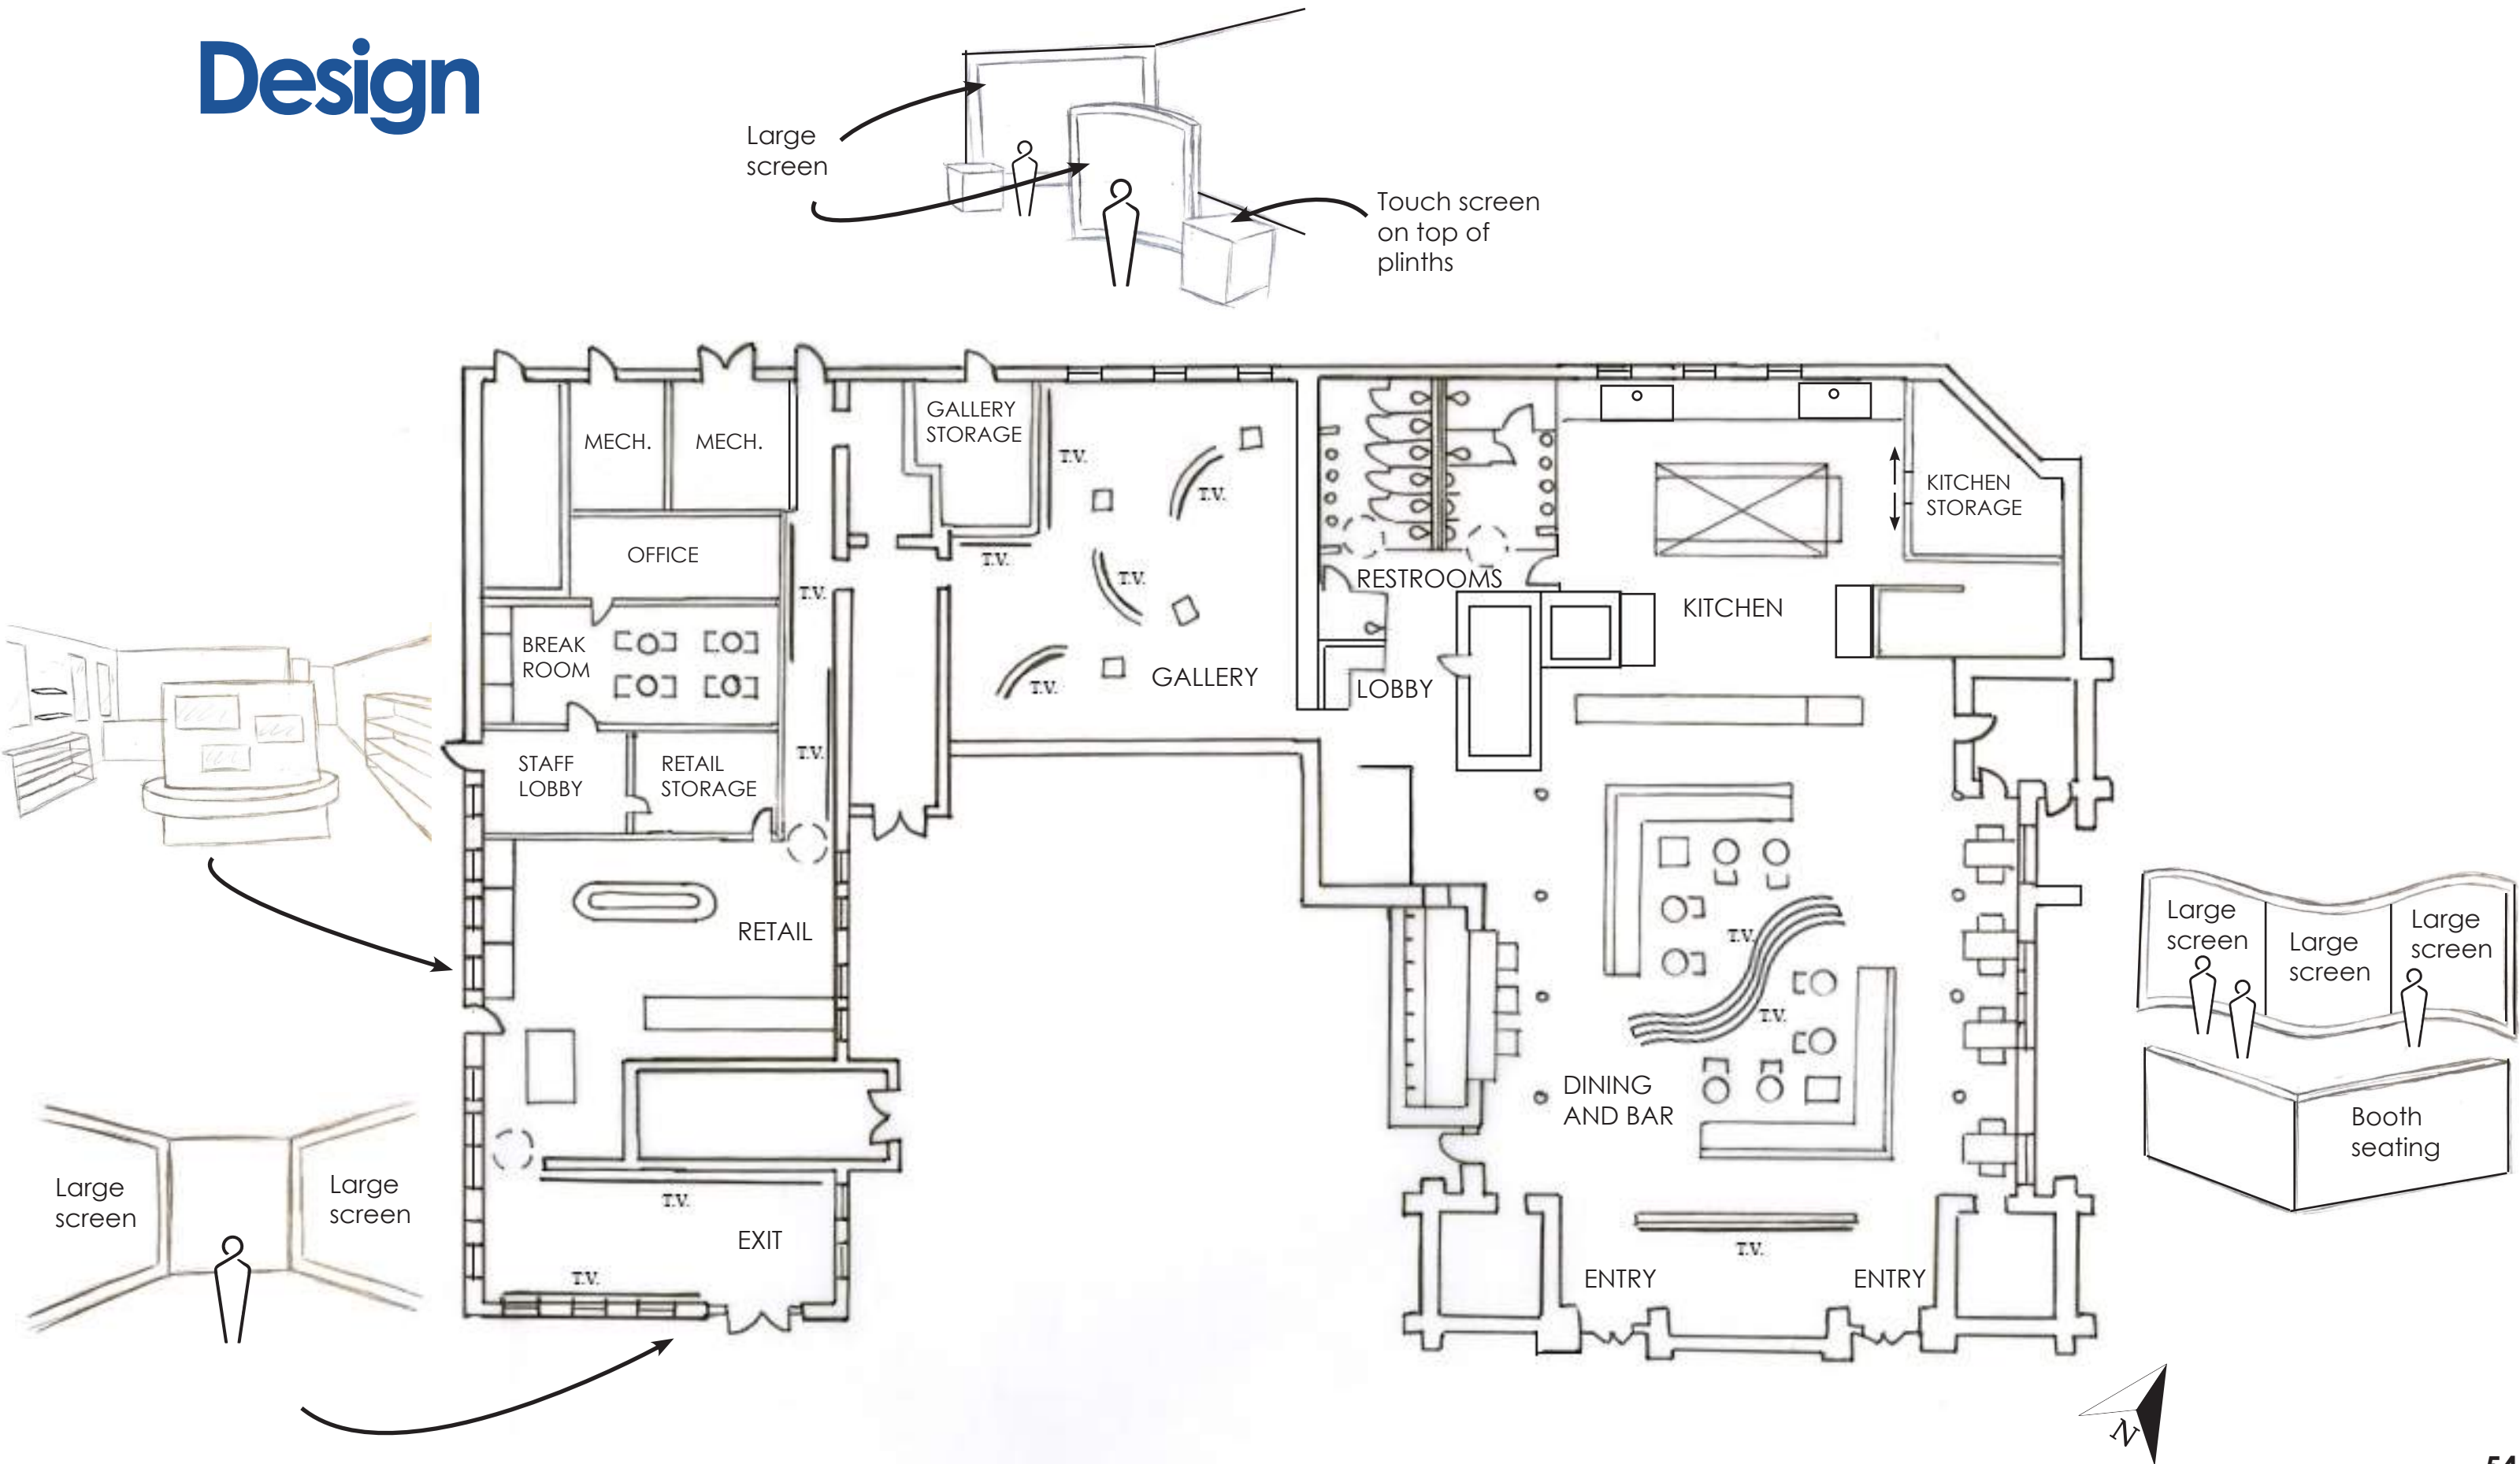 Design
Large
screen
Touch screen
on top of
plinths
GALLERY
STORAGE
MECH.
MECH.
T.V.
T.V.
KITCHEN
STORAGE
OFFICE
T.V.
T.V.
T.V.
RESTROOMS
KITCHEN
BREAK
ROOM
T.V.
GALLERY
LOBBY
STAFF
LOBBY
RETAIL
STORAGE
T.V.
RETAIL
T.V.
T.V.
Large
screen
Large
screen
Large
screen
DINING
AND BAR
Booth
seating
Large
screen
Large
screen
T.V.
EXIT
T.V.
T.V.
ENTRY
ENTRY
N